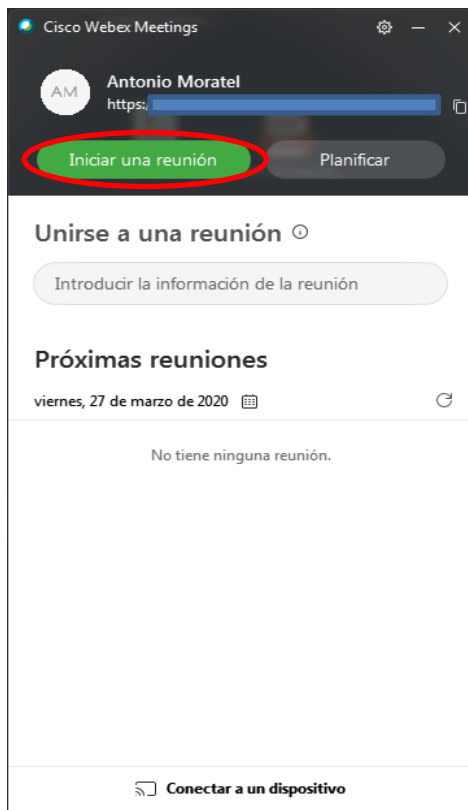 Cisco Webex Meetings
AM
Antonio Moratel
https:/
Iniciar una reunión
Planificar
Unirse a una reunión
Introducir la información de la reunión
Próximas reuniones
viernes, 27 de marzo de 2020
No tiene ninguna reunión.
Conectar a un dispositivo